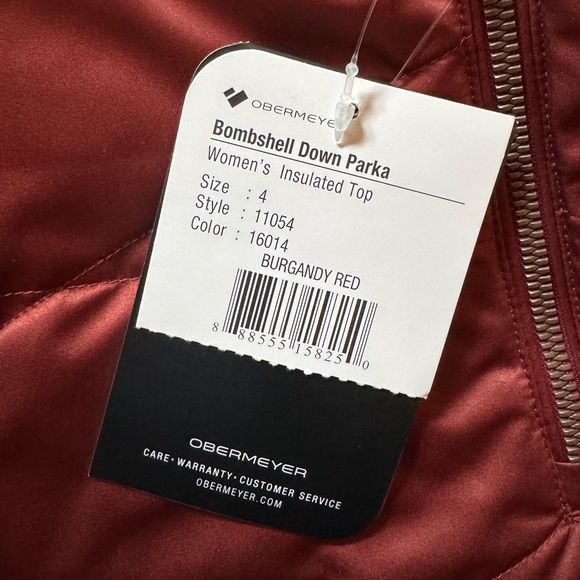 OBERMEYER
Bombshell Down Parka
Women's Insulated Top
Size : 4
Style : 11054
Color : 16014
BURGANDY RED
8 88555 15825 0
OBERMEYER
CARE • WARRANTY • CUSTOMER SERVICE
OBERMEYER.COM